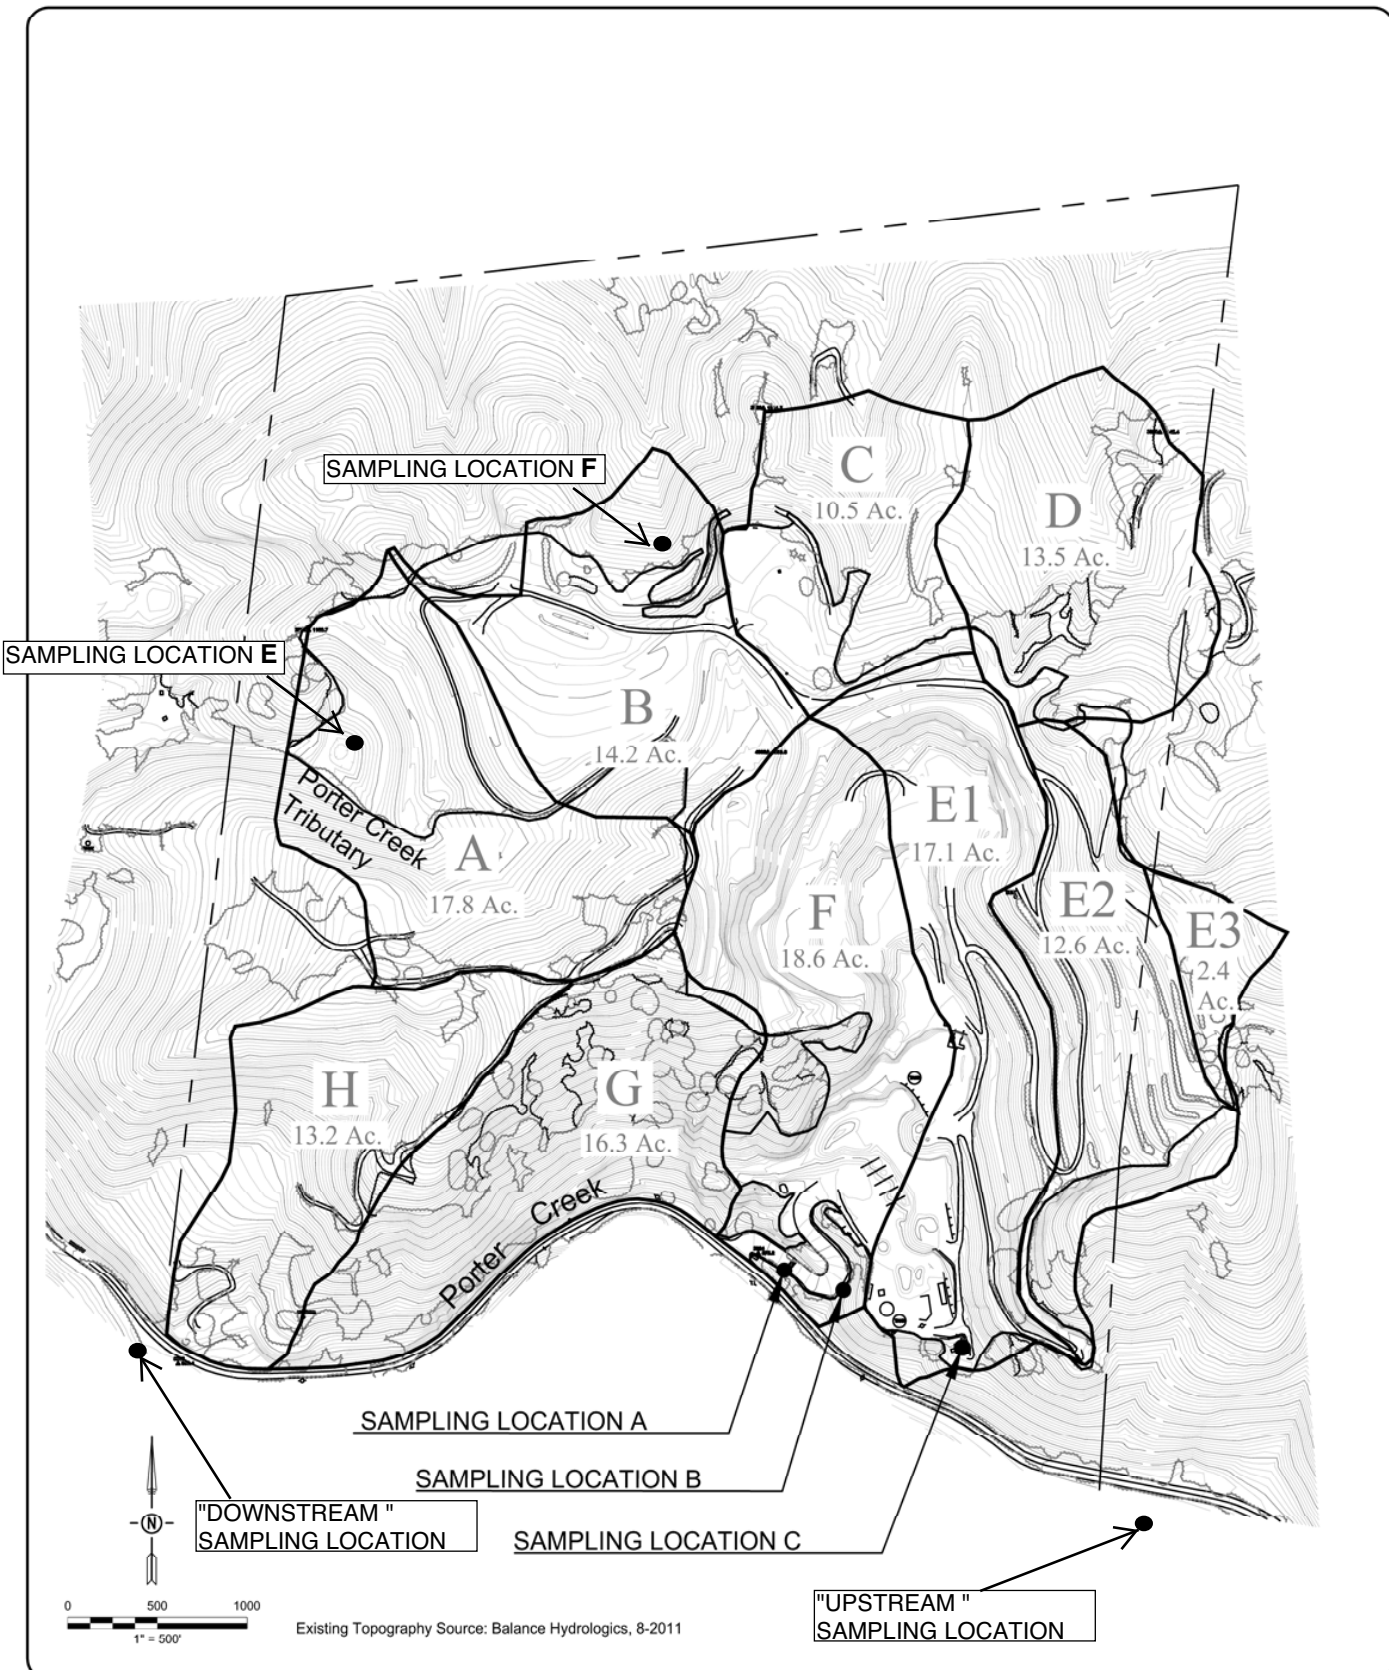 SAMPLING LOCATION F
C
10.5 Ac.
D
13.5 Ac.
SAMPLING LOCATION E
B
14.2 Ac.
Porter Creek
Tributary
A
17.8 Ac.
E1
17.1 Ac.
E2
12.6 Ac.
E3
2.4
Ac.
F
18.6 Ac.
H
13.2 Ac.
G
16.3 Ac.
Porter Creek
SAMPLING LOCATION A
SAMPLING LOCATION B
SAMPLING LOCATION C
"DOWNSTREAM "
SAMPLING LOCATION
"UPSTREAM "
SAMPLING LOCATION
N
0 500 1000
1" = 500'
Existing Topography Source: Balance Hydrologics, 8-2011